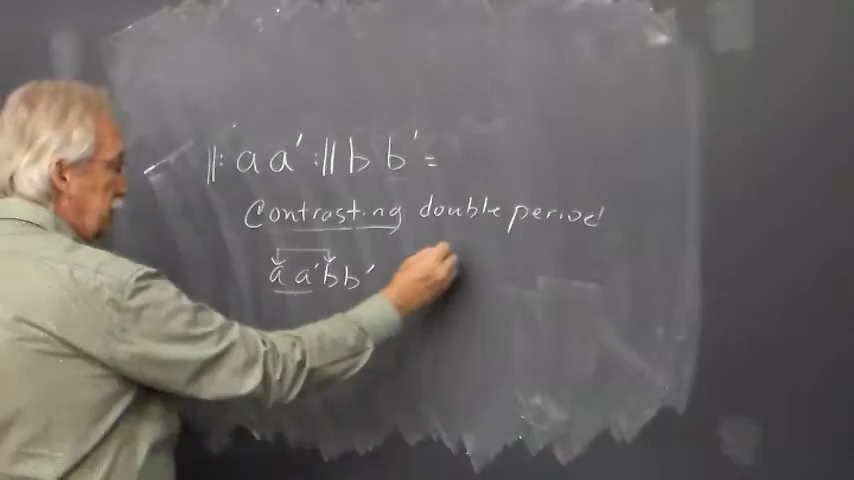 ||: a a' :|| b b' =
Contrasting double period
a a' b b'